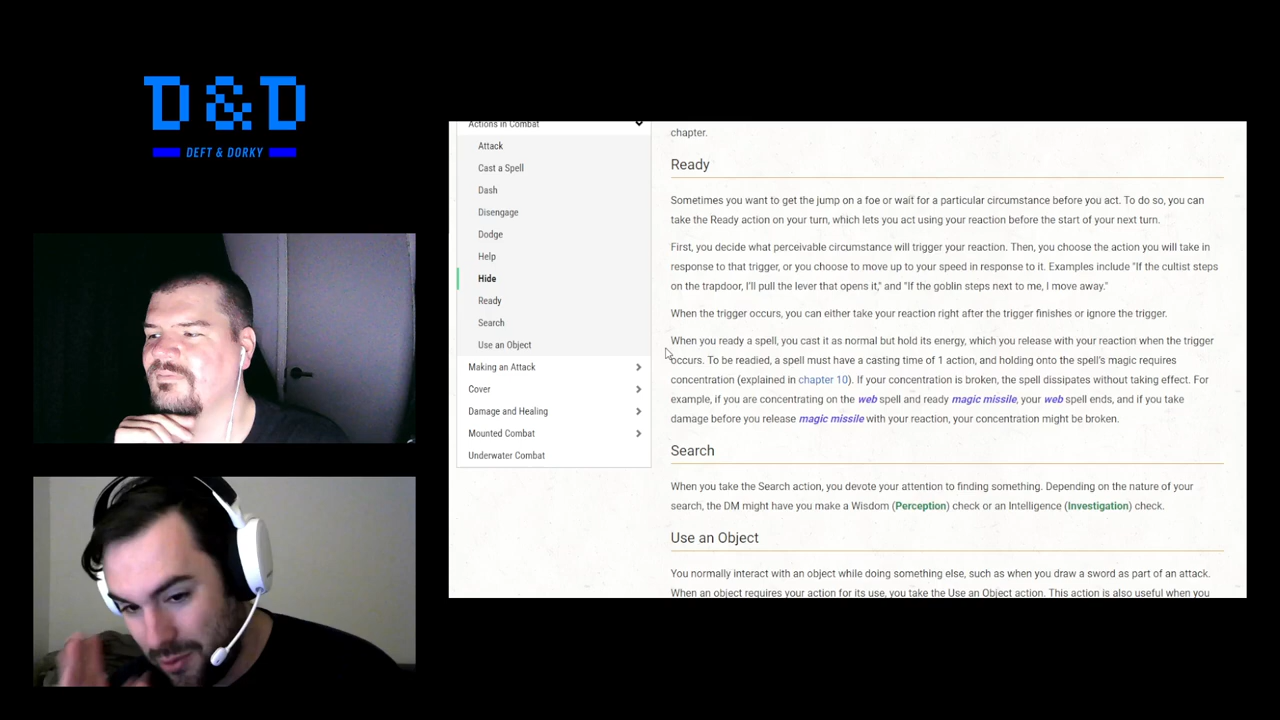 D & D
DEFT & DORKY
Actions in Combat
Attack
Cast a Spell
Dash
Disengage
Dodge
Help
Hide
Ready
Search
Use an Object
Making an Attack
Cover
Damage and Healing
Mounted Combat
Underwater Combat
chapter.
Ready
Sometimes you want to get the jump on a foe or wait for a particular circumstance before you act. To do so, you can
take the Ready action on your turn, which lets you act using your reaction before the start of your next turn.
First, you decide what perceivable circumstance will trigger your reaction. Then, you choose the action you will take in
response to that trigger, or you choose to move up to your speed in response to it. Examples include "If the cultist steps
on the trapdoor, I'll pull the lever that opens it," and "If the goblin steps next to me, I move away."
When the trigger occurs, you can either take your reaction right after the trigger finishes or ignore the trigger.
When you ready a spell, you cast it as normal but hold its energy, which you release with your reaction when the trigger
occurs. To be readied, a spell must have a casting time of 1 action, and holding onto the spell's magic requires
concentration (explained in chapter 10). If your concentration is broken, the spell dissipates without taking effect. For
example, if you are concentrating on the web spell and ready magic missile, your web spell ends, and if you take
damage before you release magic missile with your reaction, your concentration might be broken.
Search
When you take the Search action, you devote your attention to finding something. Depending on the nature of your
search, the DM might have you make a Wisdom (Perception) check or an Intelligence (Investigation) check.
Use an Object
You normally interact with an object while doing something else, such as when you draw a sword as part of an attack.
When an object requires your action for its use, you take the Use an Object action. This action is also useful when you